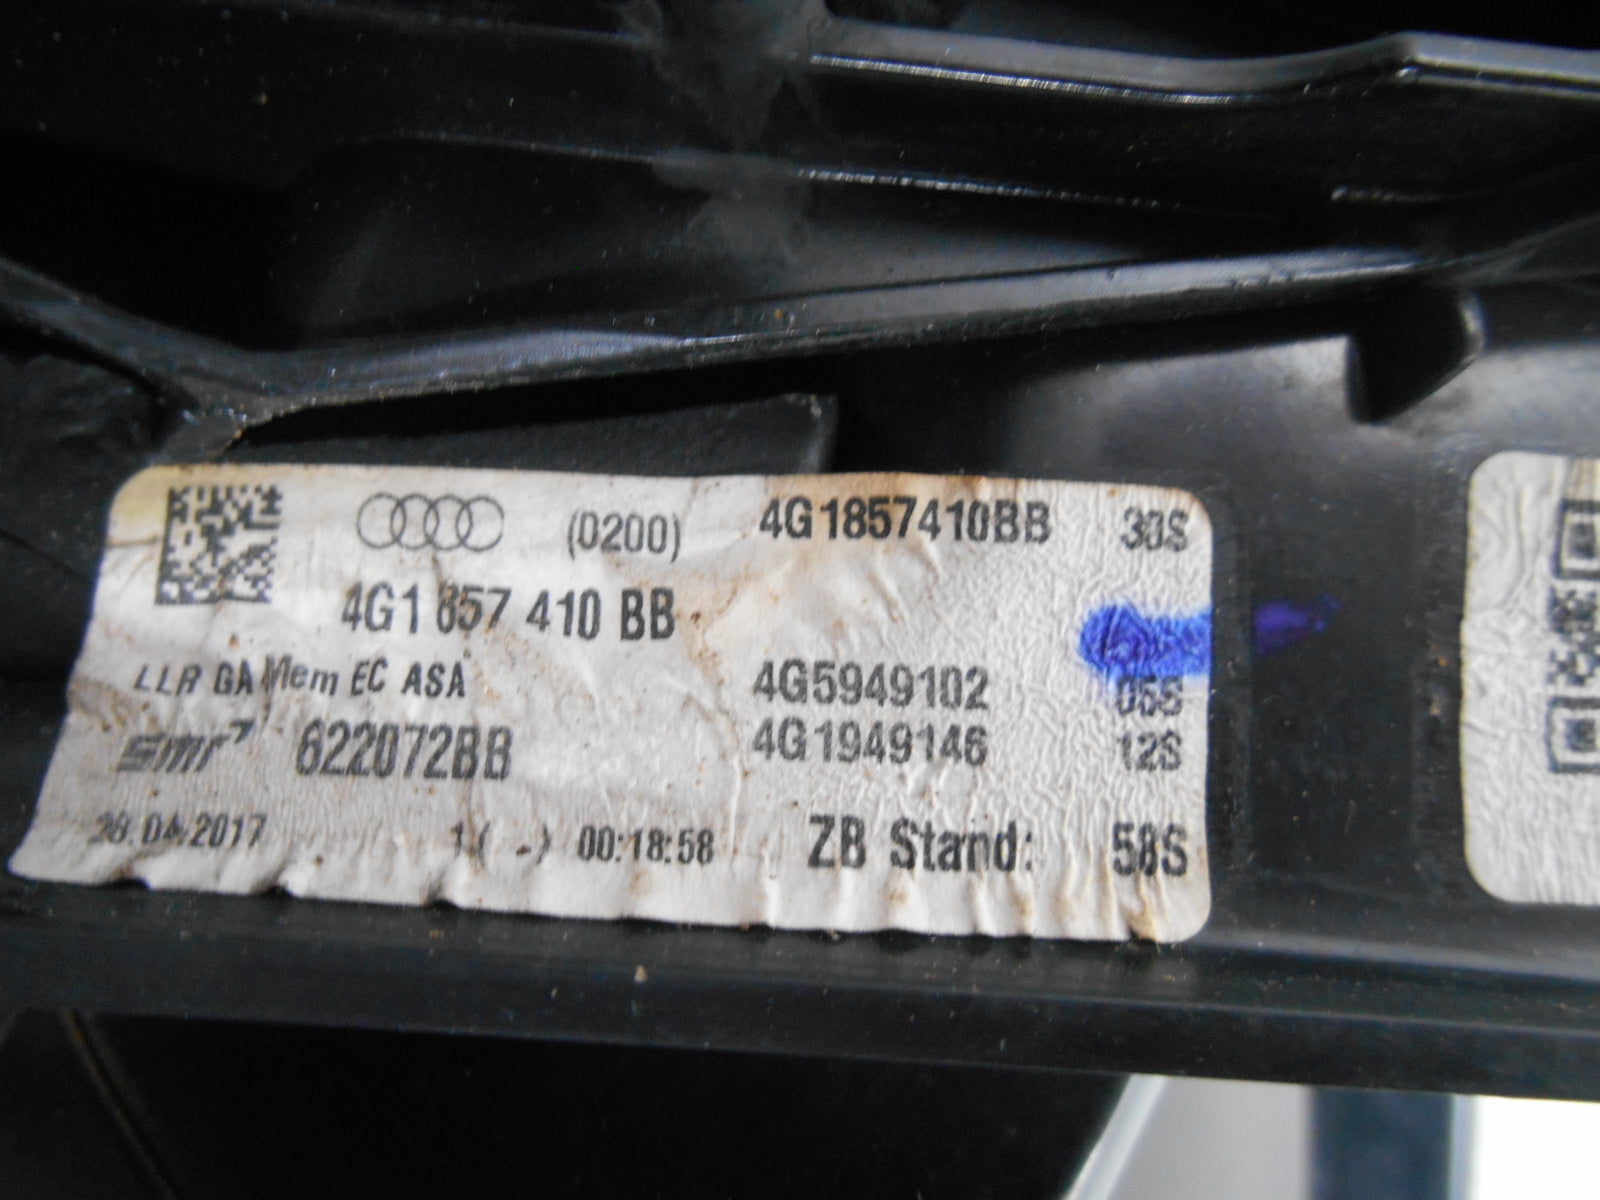 (0200) 4G1857410BB 30S
4G1 857 410 BB
LLR GA Mem EC ASA
4G5949102 05S
smr 622072BB
4G1949146 12S
28.04.2017 00:18:58
ZB Stand: 58S